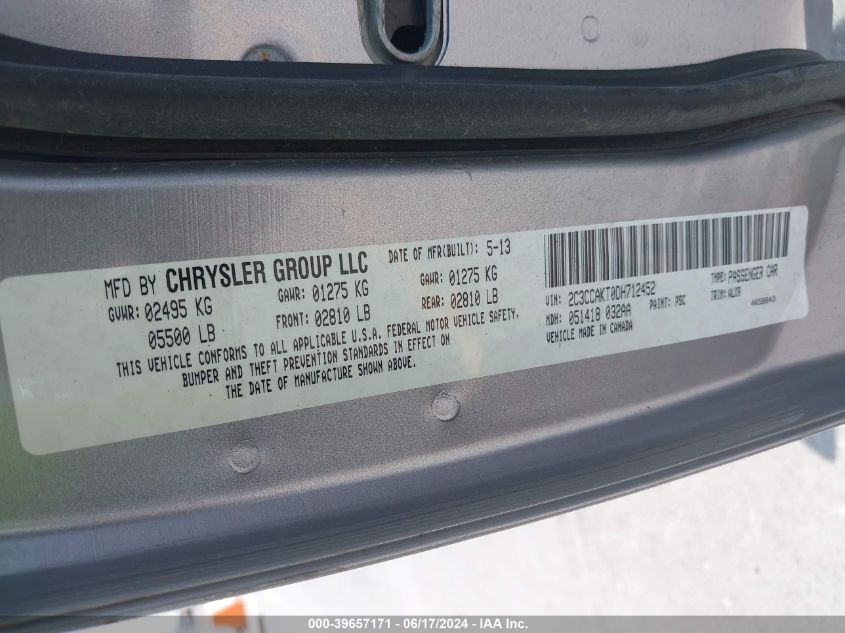 MFD BY CHRYSLER GROUP LLC DATE OF MFR(BUILT): 5-13
GVWR: 02495 KG GAWR: 01275 KG GAWR: 01275 KG
05500 LB FRONT: 02810 LB REAR: 02810 LB
THIS VEHICLE CONFORMS TO ALL APPLICABLE U.S.A. FEDERAL MOTOR VEHICLE SAFETY,
BUMPER AND THEFT PREVENTION STANDARDS IN EFFECT ON
THE DATE OF MANUFACTURE SHOWN ABOVE.
VIN: 2C3CCAKT0DH712452 TYPE: PASSENGER CAR
MDH: 051418 032AA PAINT: PSC TRIM: ALX9
VEHICLE MADE IN CANADA 4658043
000-39657171 | 06/17/2024 - IAA Inc.